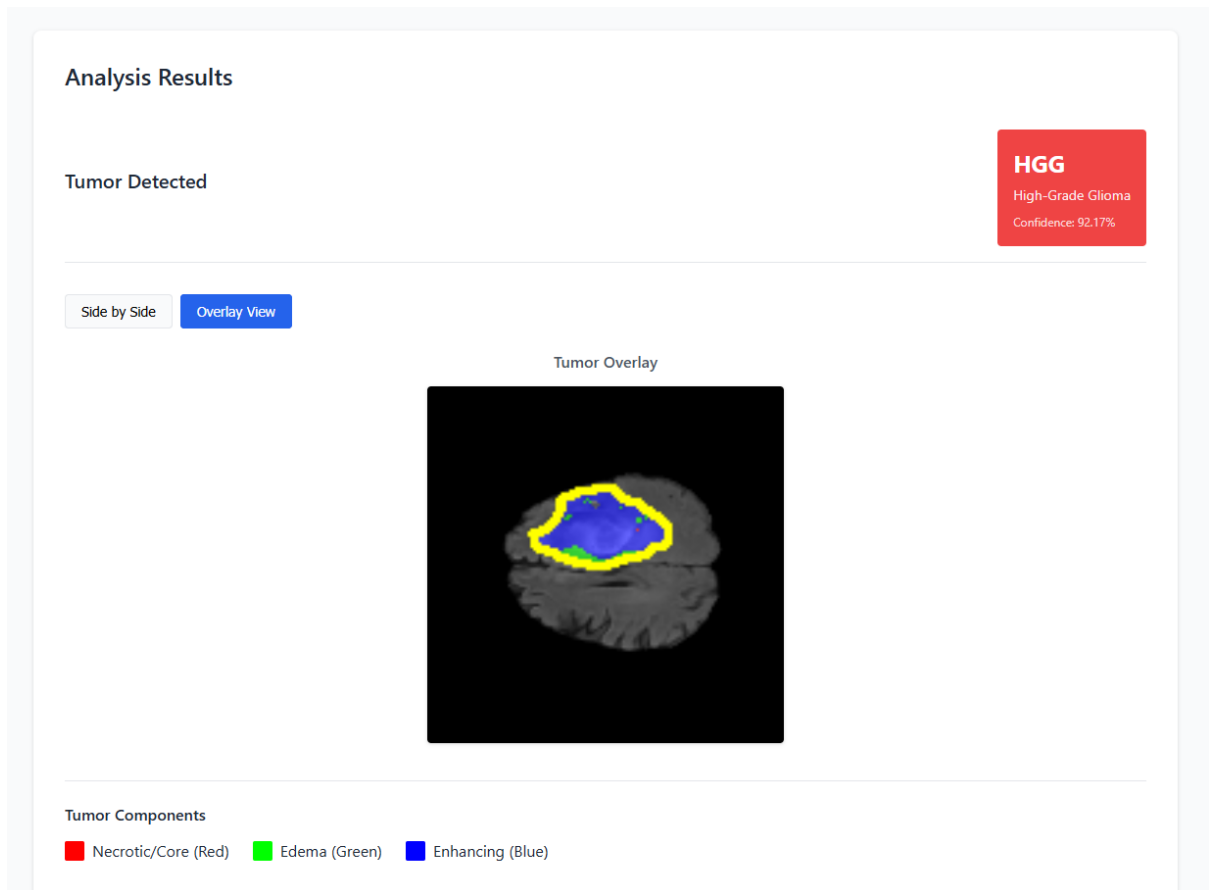 Analysis Results
Tumor Detected
HGG
High-Grade Glioma
Confidence: 92.17%
Side by Side
Overlay View
Tumor Overlay
Tumor Components
Necrotic/Core (Red)
Edema (Green)
Enhancing (Blue)